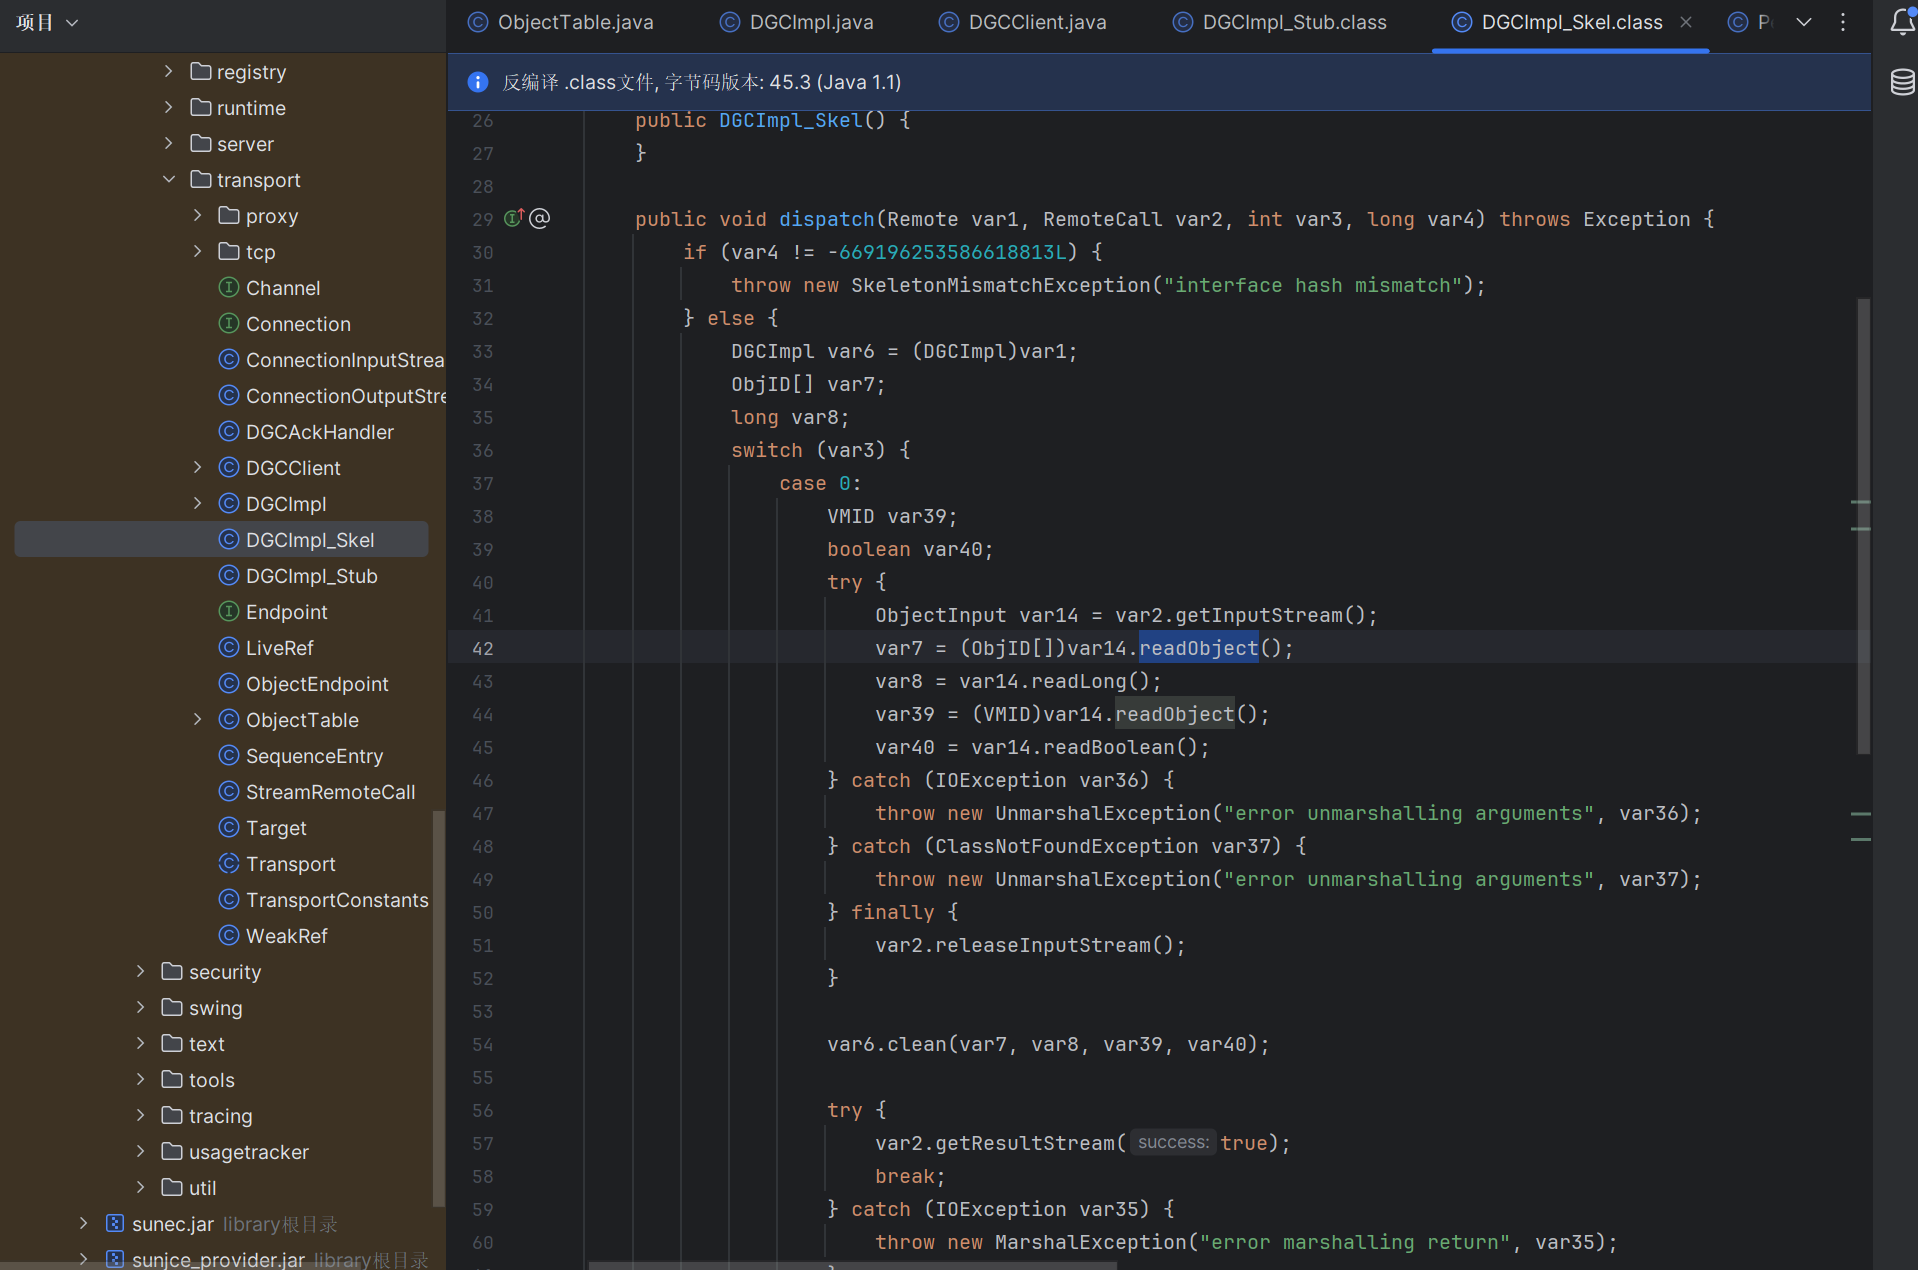 项目
ObjectTable.java
DGCImpl.java
DGCClient.java
DGCImpl_Stub.class
DGCImpl_Skel.class
反编译 .class文件, 字节码版本: 45.3 (Java 1.1)
registry
runtime
server
transport
proxy
tcp
Channel
Connection
ConnectionInputStrea
ConnectionOutputStre
DGCAckHandler
DGCClient
DGCImpl
DGCImpl_Skel
DGCImpl_Stub
Endpoint
LiveRef
ObjectEndpoint
ObjectTable
SequenceEntry
StreamRemoteCall
Target
Transport
TransportConstants
WeakRef
security
swing
text
tools
tracing
usagetracker
util
sunec.jar library根目录
sunjce_provider.jar library根目录
26 public DGCImpl_Skel() {
27 }
28
29 public void dispatch(Remote var1, RemoteCall var2, int var3, long var4) throws Exception {
30 if (var4 != -669196253586618813L) {
31 throw new SkeletonMismatchException("interface hash mismatch");
32 } else {
33 DGCImpl var6 = (DGCImpl)var1;
34 ObjID[] var7;
35 long var8;
36 switch (var3) {
37 case 0:
38 VMID var39;
39 boolean var40;
40 try {
41 ObjectInput var14 = var2.getInputStream();
42 var7 = (ObjID[])var14.readObject();
43 var8 = var14.readLong();
44 var39 = (VMID)var14.readObject();
45 var40 = var14.readBoolean();
46 } catch (IOException var36) {
47 throw new UnmarshalException("error unmarshalling arguments", var36);
48 } catch (ClassNotFoundException var37) {
49 throw new UnmarshalException("error unmarshalling arguments", var37);
50 } finally {
51 var2.releaseInputStream();
52 }
53
54 var6.clean(var7, var8, var39, var40);
55
56 try {
57 var2.getResultStream( success: true);
58 break;
59 } catch (IOException var35) {
60 throw new MarshalException("error marshalling return", var35);